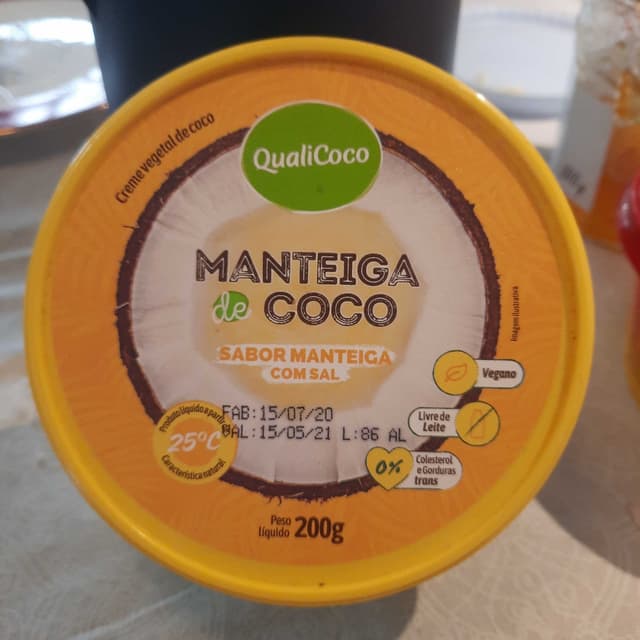 Creme vegetal de coco
QualiCoco
MANTEIGA
de COCO
SABOR MANTEIGA
COM SAL
Imagem ilustrativa
Vegano
Livre de
Leite
0%
Colesterol
e Gorduras
trans
FAB:15/07/20
VAL:15/05/21 L:86 AL
Produto líquido a partir
25°C
Característica natural
Peso
líquido 200g